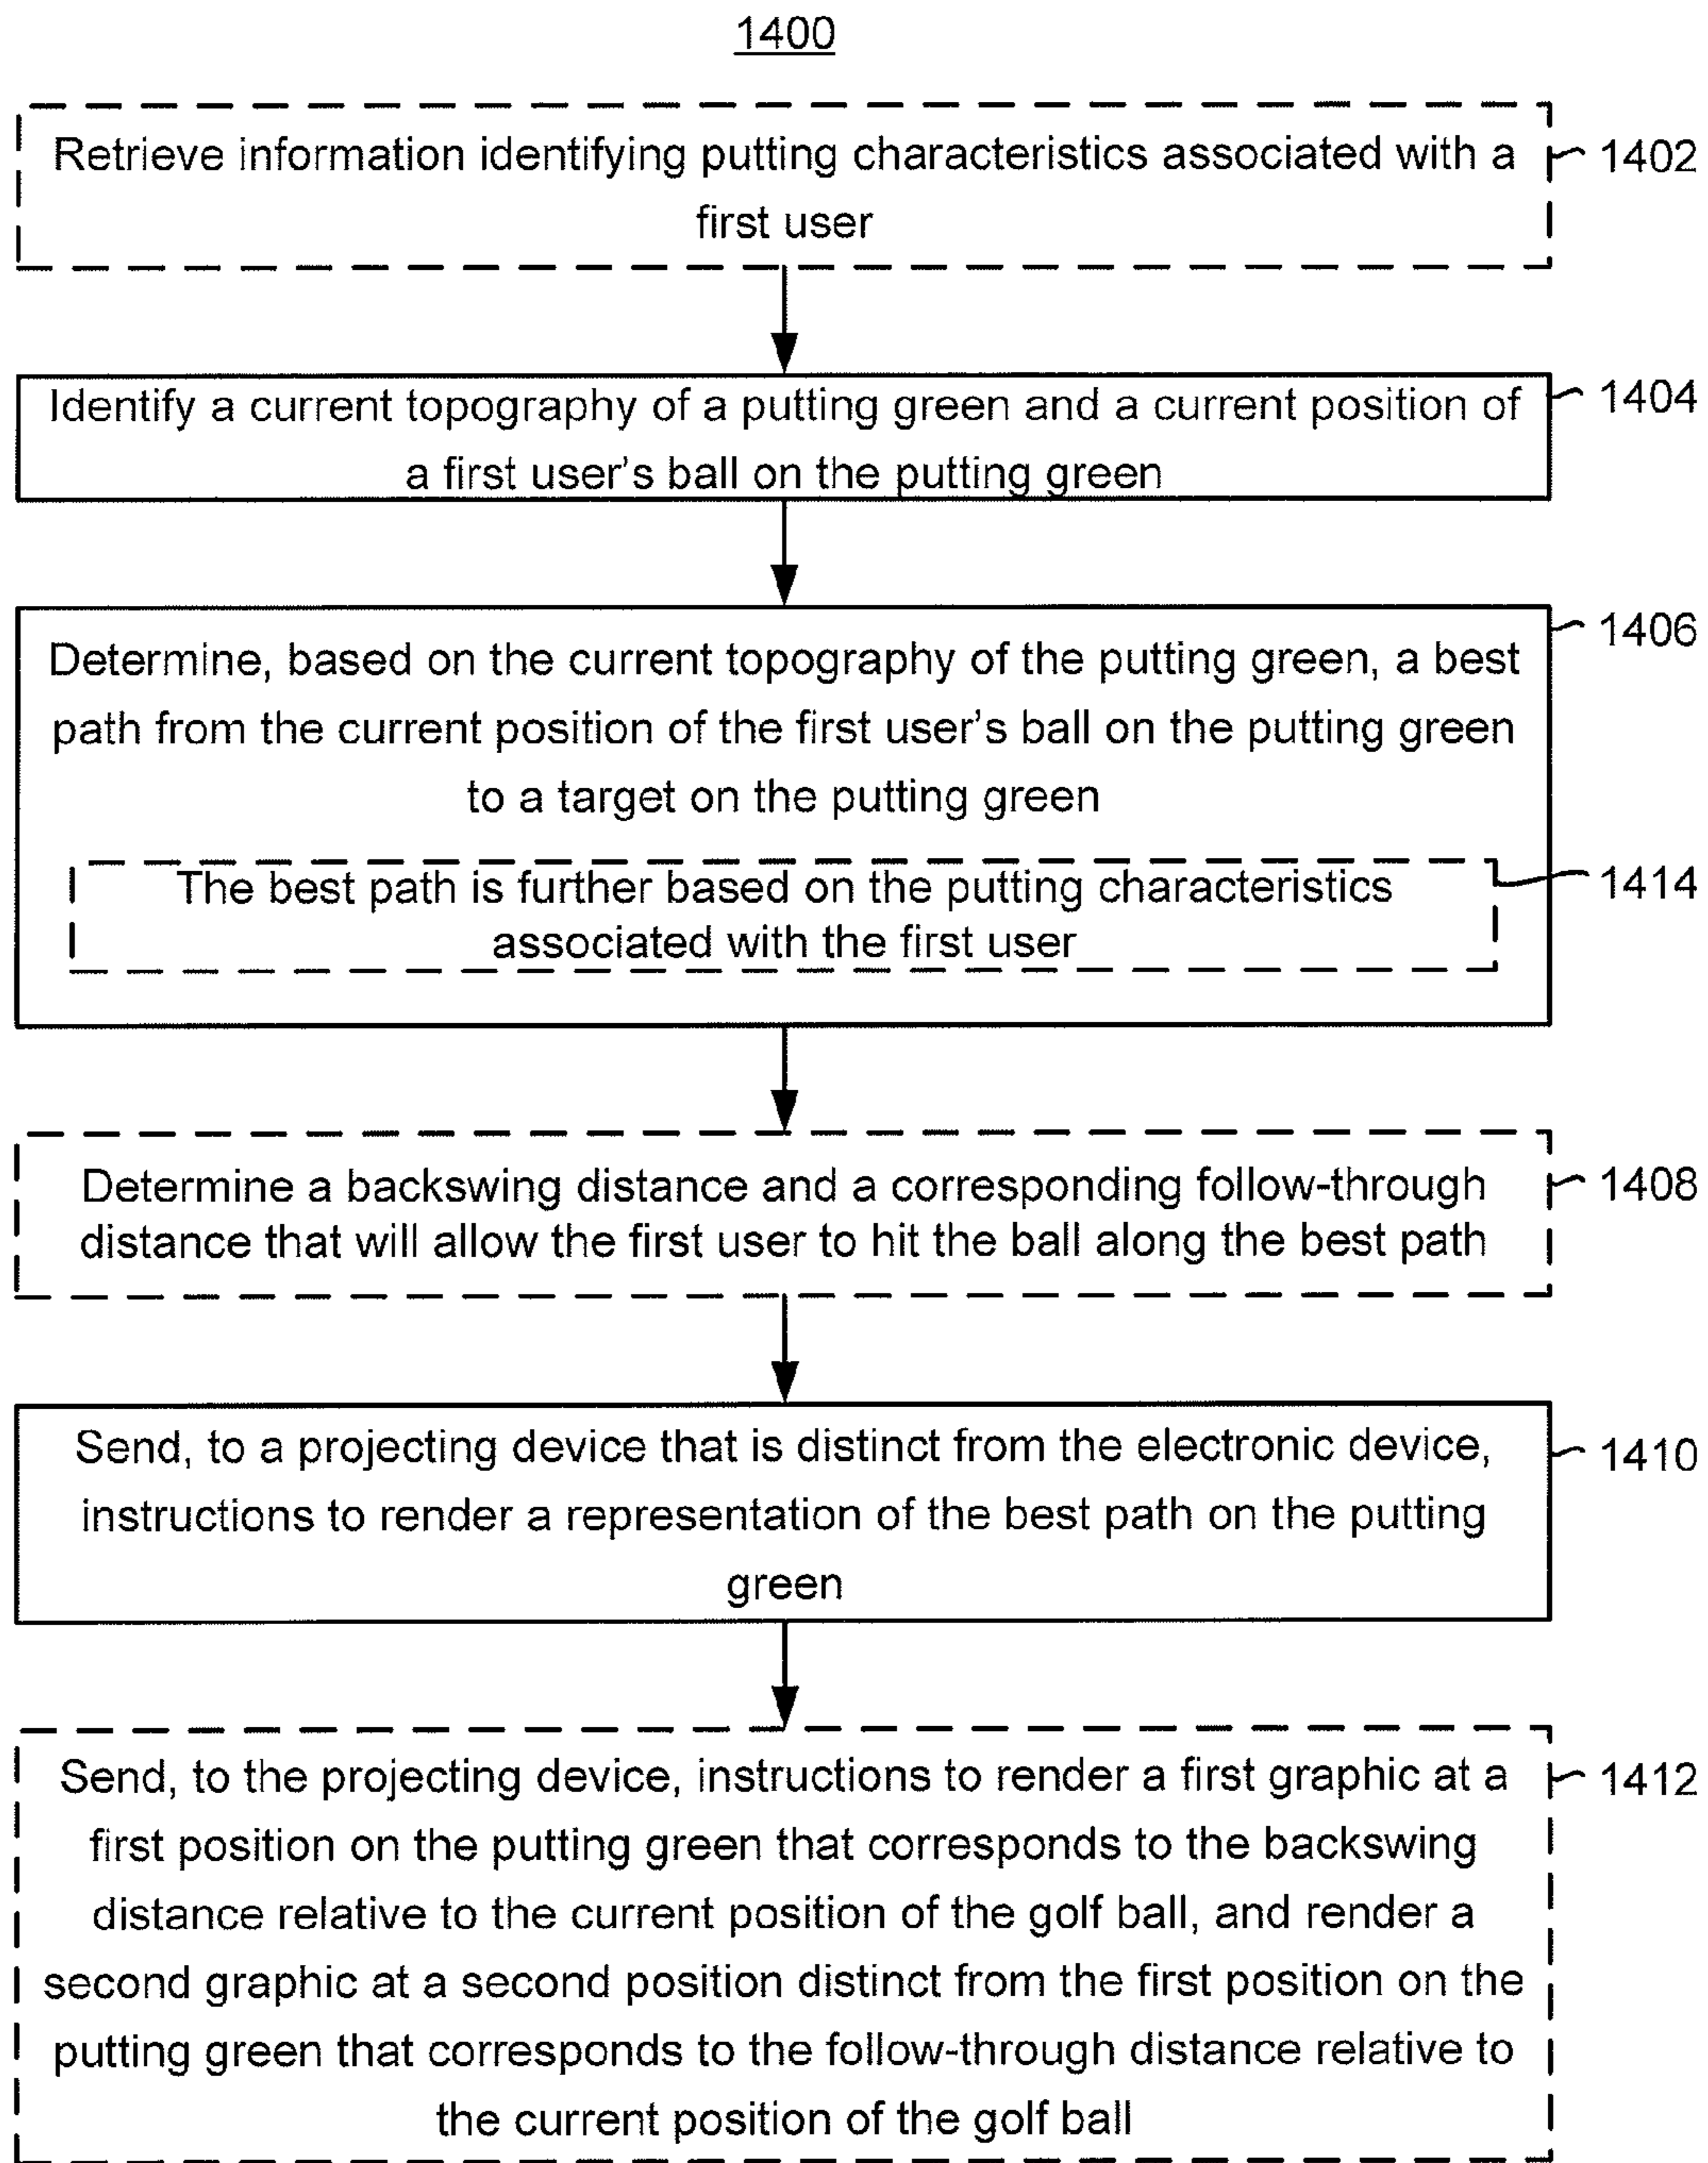 1400
Retrieve information identifying putting characteristics associated with a
first user
1402
Identify a current topography of a putting green and a current position of
a first user's ball on the putting green
1404
Determine, based on the current topography of the putting green, a best
path from the current position of the first user's ball on the putting green
to a target on the putting green
1406
The best path is further based on the putting characteristics
associated with the first user
1414
Determine a backswing distance and a corresponding follow-through
distance that will allow the first user to hit the ball along the best path
1408
Send, to a projecting device that is distinct from the electronic device,
instructions to render a representation of the best path on the putting
green
1410
Send, to the projecting device, instructions to render a first graphic at a
first position on the putting green that corresponds to the backswing
distance relative to the current position of the golf ball, and render a
second graphic at a second position distinct from the first position on the
putting green that corresponds to the follow-through distance relative to
the current position of the golf ball
1412